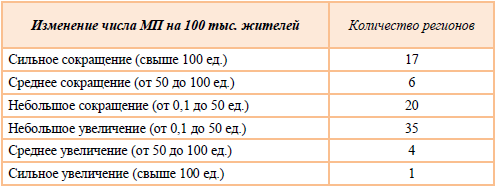 Изменение числа МП на 100 тыс. жителей Количество регионов
Сильное сокращение (свыше 100 ед.) 17
Среднее сокращение (от 50 до 100 ед.) 6
Небольшое сокращение (от 0,1 до 50 ед.) 20
Небольшое увеличение (от 0,1 до 50 ед.) 35
Среднее увеличение (от 50 до 100 ед.) 4
Сильное увеличение (свыше 100 ед.) 1